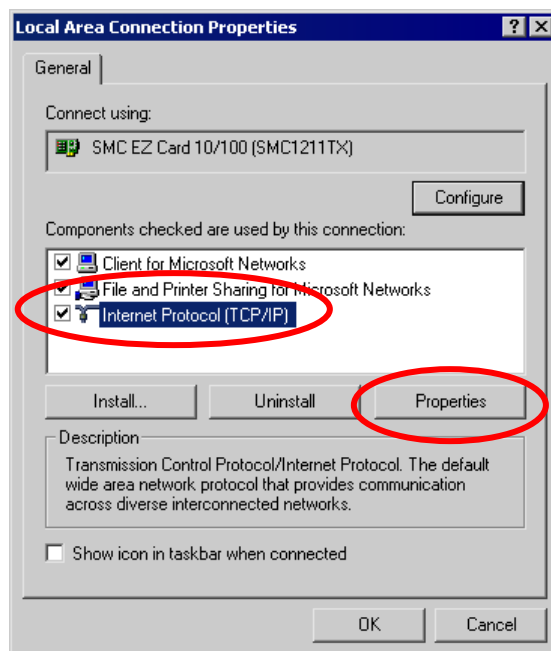 Local Area Connection Properties
General
Connect using:
SMC EZ Card 10/100 (SMC1211TX)
Configure
Components checked are used by this connection:
Client for Microsoft Networks
File and Printer Sharing for Microsoft Networks
Internet Protocol (TCP/IP)
Install... Uninstall Properties
Description
Transmission Control Protocol/Internet Protocol. The default
wide area network protocol that provides communication
across diverse interconnected networks.
Show icon in taskbar when connected
OK Cancel